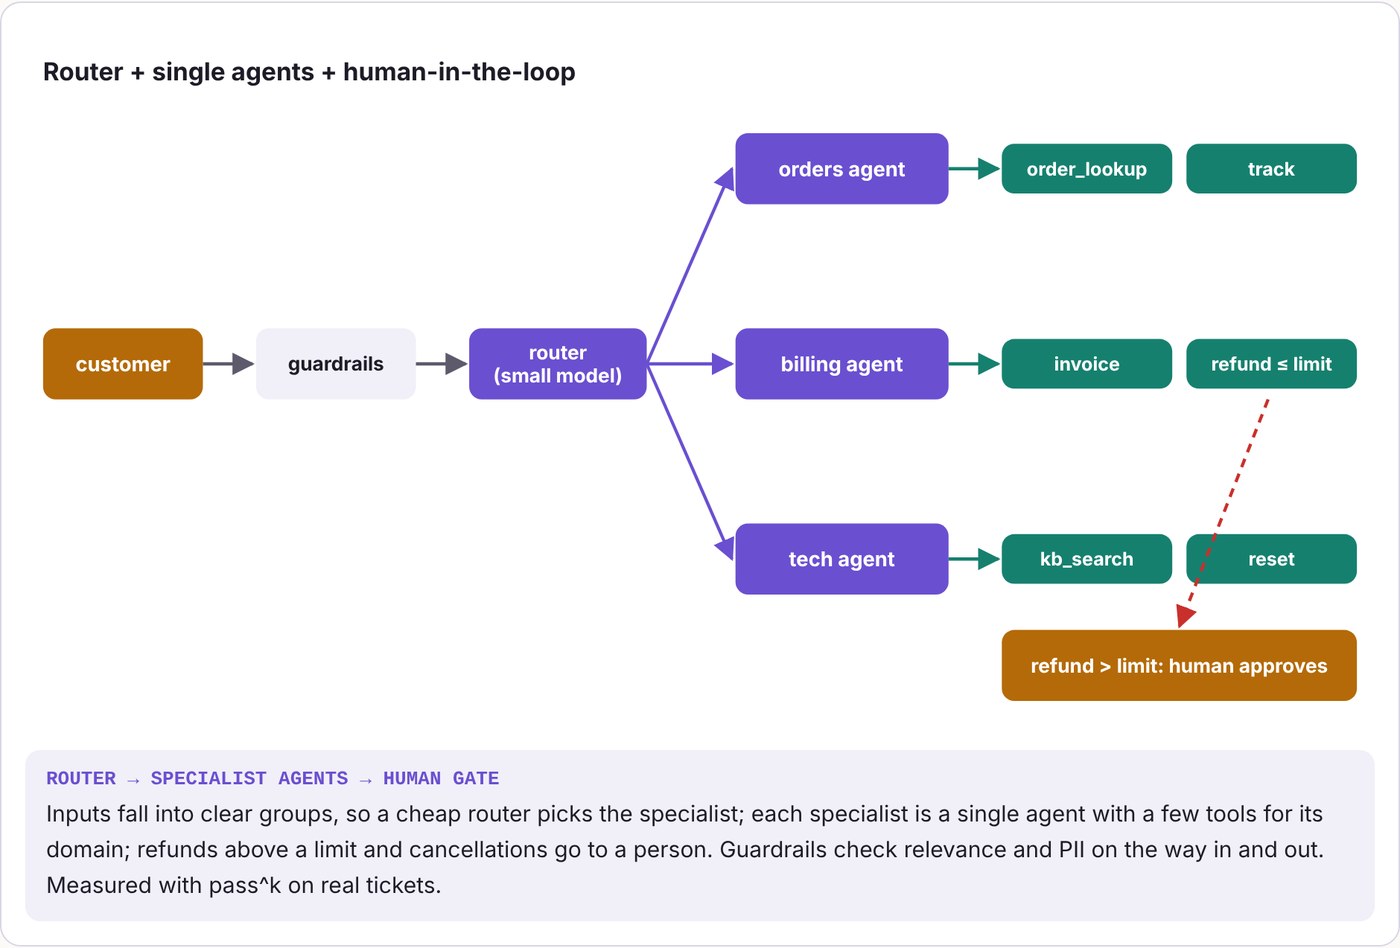 Router + single agents + human-in-the-loop
orders agent
order_lookup
track
customer
guardrails
router
(small model)
billing agent
invoice
refund ≤ limit
tech agent
kb_search
reset
refund > limit: human approves
ROUTER → SPECIALIST AGENTS → HUMAN GATE
Inputs fall into clear groups, so a cheap router picks the specialist; each specialist is a single agent with a few tools for its
domain; refunds above a limit and cancellations go to a person. Guardrails check relevance and PII on the way in and out.
Measured with pass^k on real tickets.